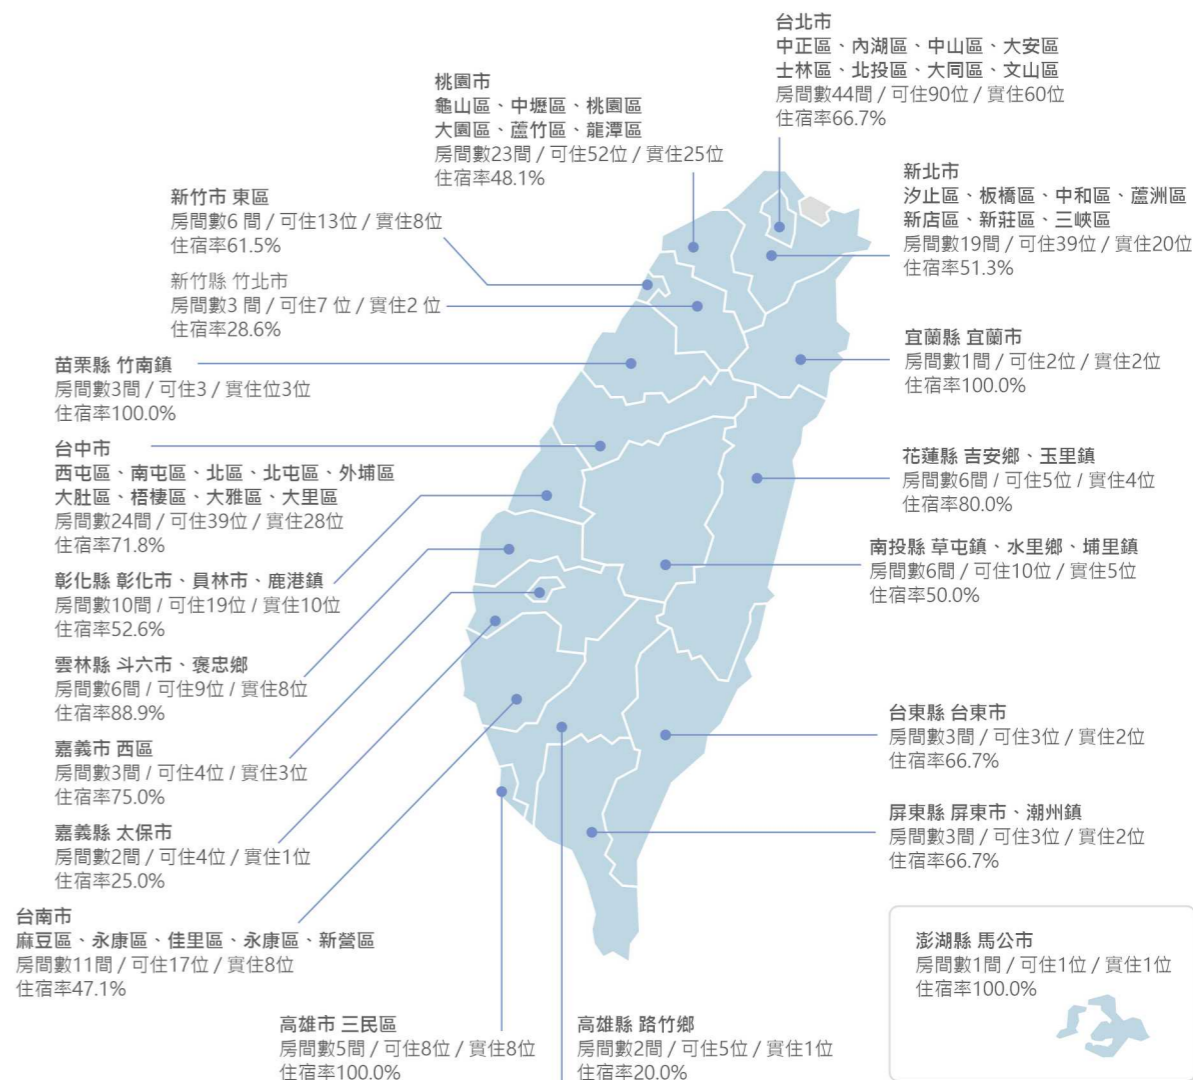 台北市
中正區、內湖區、中山區、大安區
士林區、北投區、大同區、文山區
房間數44間 / 可住90位 / 實住60位
住宿率66.7%
桃園市
龜山區、中壢區、桃園區
大園區、蘆竹區、龍潭區
房間數23間 / 可住52位 / 實住25位
住宿率48.1%
新北市
汐止區、板橋區、中和區、蘆洲區
新店區、新莊區、三峽區
房間數19間 / 可住39位 / 實住20位
住宿率51.3%
新竹市 東區
房間數6 間 / 可住13位 / 實住8位
住宿率61.5%
新竹縣 竹北市
房間數3 間 / 可住7 位 / 實住2 位
住宿率28.6%
宜蘭縣 宜蘭市
房間數1間 / 可住2位 / 實住2位
住宿率100.0%
苗栗縣 竹南鎮
房間數3間 / 可住3 / 實住位3位
住宿率100.0%
台中市
西屯區、南屯區、北區、北屯區、外埔區
大肚區、梧棲區、大雅區、大里區
房間數24間 / 可住39位 / 實住28位
住宿率71.8%
花蓮縣 吉安鄉、玉里鎮
房間數6間 / 可住5位 / 實住4位
住宿率80.0%
南投縣 草屯鎮、水里鄉、埔里鎮
房間數6間 / 可住10位 / 實住5位
住宿率50.0%
彰化縣 彰化市、員林市、鹿港鎮
房間數10間 / 可住19位 / 實住10位
住宿率52.6%
雲林縣 斗六市、褒忠鄉
房間數6間 / 可住9位 / 實住8位
住宿率88.9%
嘉義市 西區
房間數3間 / 可住4位 / 實住3位
住宿率75.0%
台東縣 台東市
房間數3間 / 可住3位 / 實住2位
住宿率66.7%
嘉義縣 太保市
房間數2間 / 可住4位 / 實住1位
住宿率25.0%
屏東縣 屏東市、潮州鎮
房間數3間 / 可住3位 / 實住2位
住宿率66.7%
台南市
麻豆區、永康區、佳里區、永康區、新營區
房間數11間 / 可住17位 / 實住8位
住宿率47.1%
澎湖縣 馬公市
房間數1間 / 可住1位 / 實住1位
住宿率100.0%
高雄市 三民區
房間數5間 / 可住8位 / 實住8位
住宿率100.0%
高雄縣 路竹鄉
房間數2間 / 可住5位 / 實住1位
住宿率20.0%